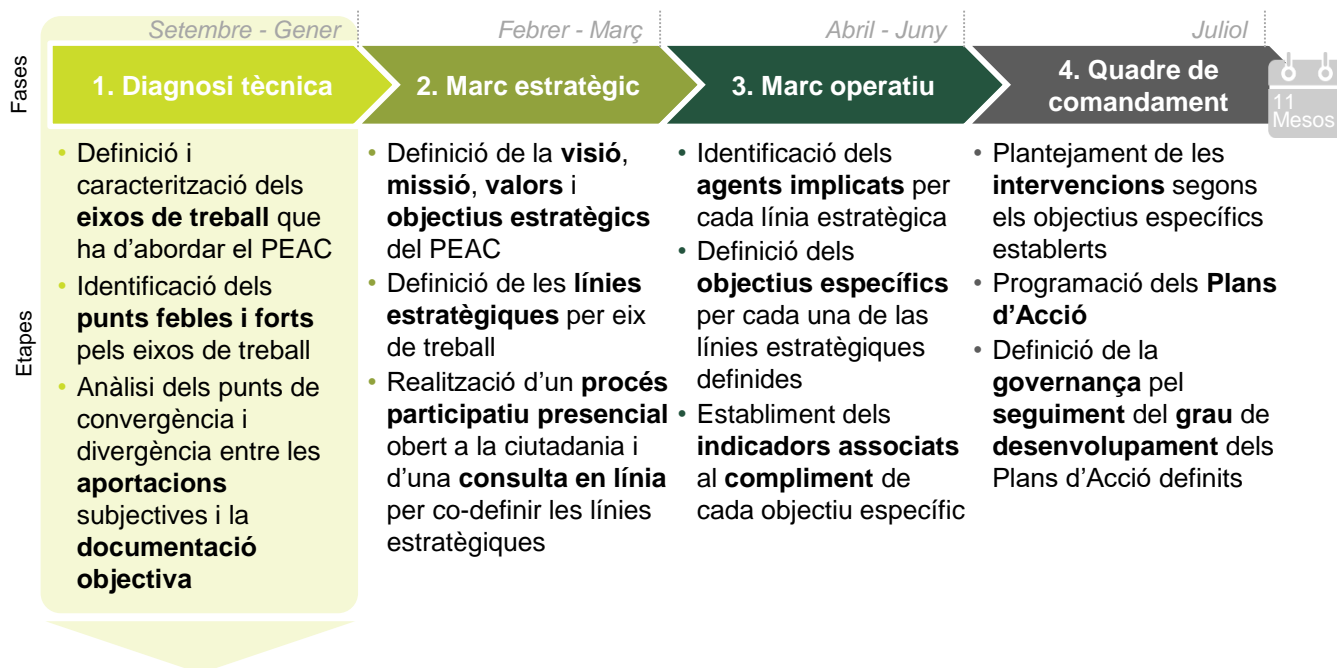 Setembre - Gener
Febrer - Març
Abril - Juny
Juliol
Fases
1. Diagnosi tècnica
2. Marc estratègic
3. Marc operatiu
4. Quadre de
comandament
11
Mesos
Etapes
• Definició i
caracterització dels
eixos de treball que
ha d’abordar el PEAC
• Identificació dels
punts febles i forts
pels eixos de treball
• Anàlisi dels punts de
convergència i
divergència entre les
aportacions
subjectives i la
documentació
objectiva
• Definició de la visió,
missió, valors i
objectius estratègics
del PEAC
• Definició de les línies
estratègiques per eix
de treball
• Realització d’un procés
participatiu presencial
obert a la ciutadania i
d’una consulta en línia
per co-definir les línies
estratègiques
• Identificació dels
agents implicats per
cada línia estratègica
• Definició dels
objectius específics
per cada una de las
línies estratègiques
definides
• Establiment dels
indicadors associats
al compliment de
cada objectiu específic
• Plantejament de les
intervencions segons
els objectius específics
establerts
• Programació dels Plans
d’Acció
• Definició de la
governança pel
seguiment del grau de
desenvolupament dels
Plans d’Acció definits